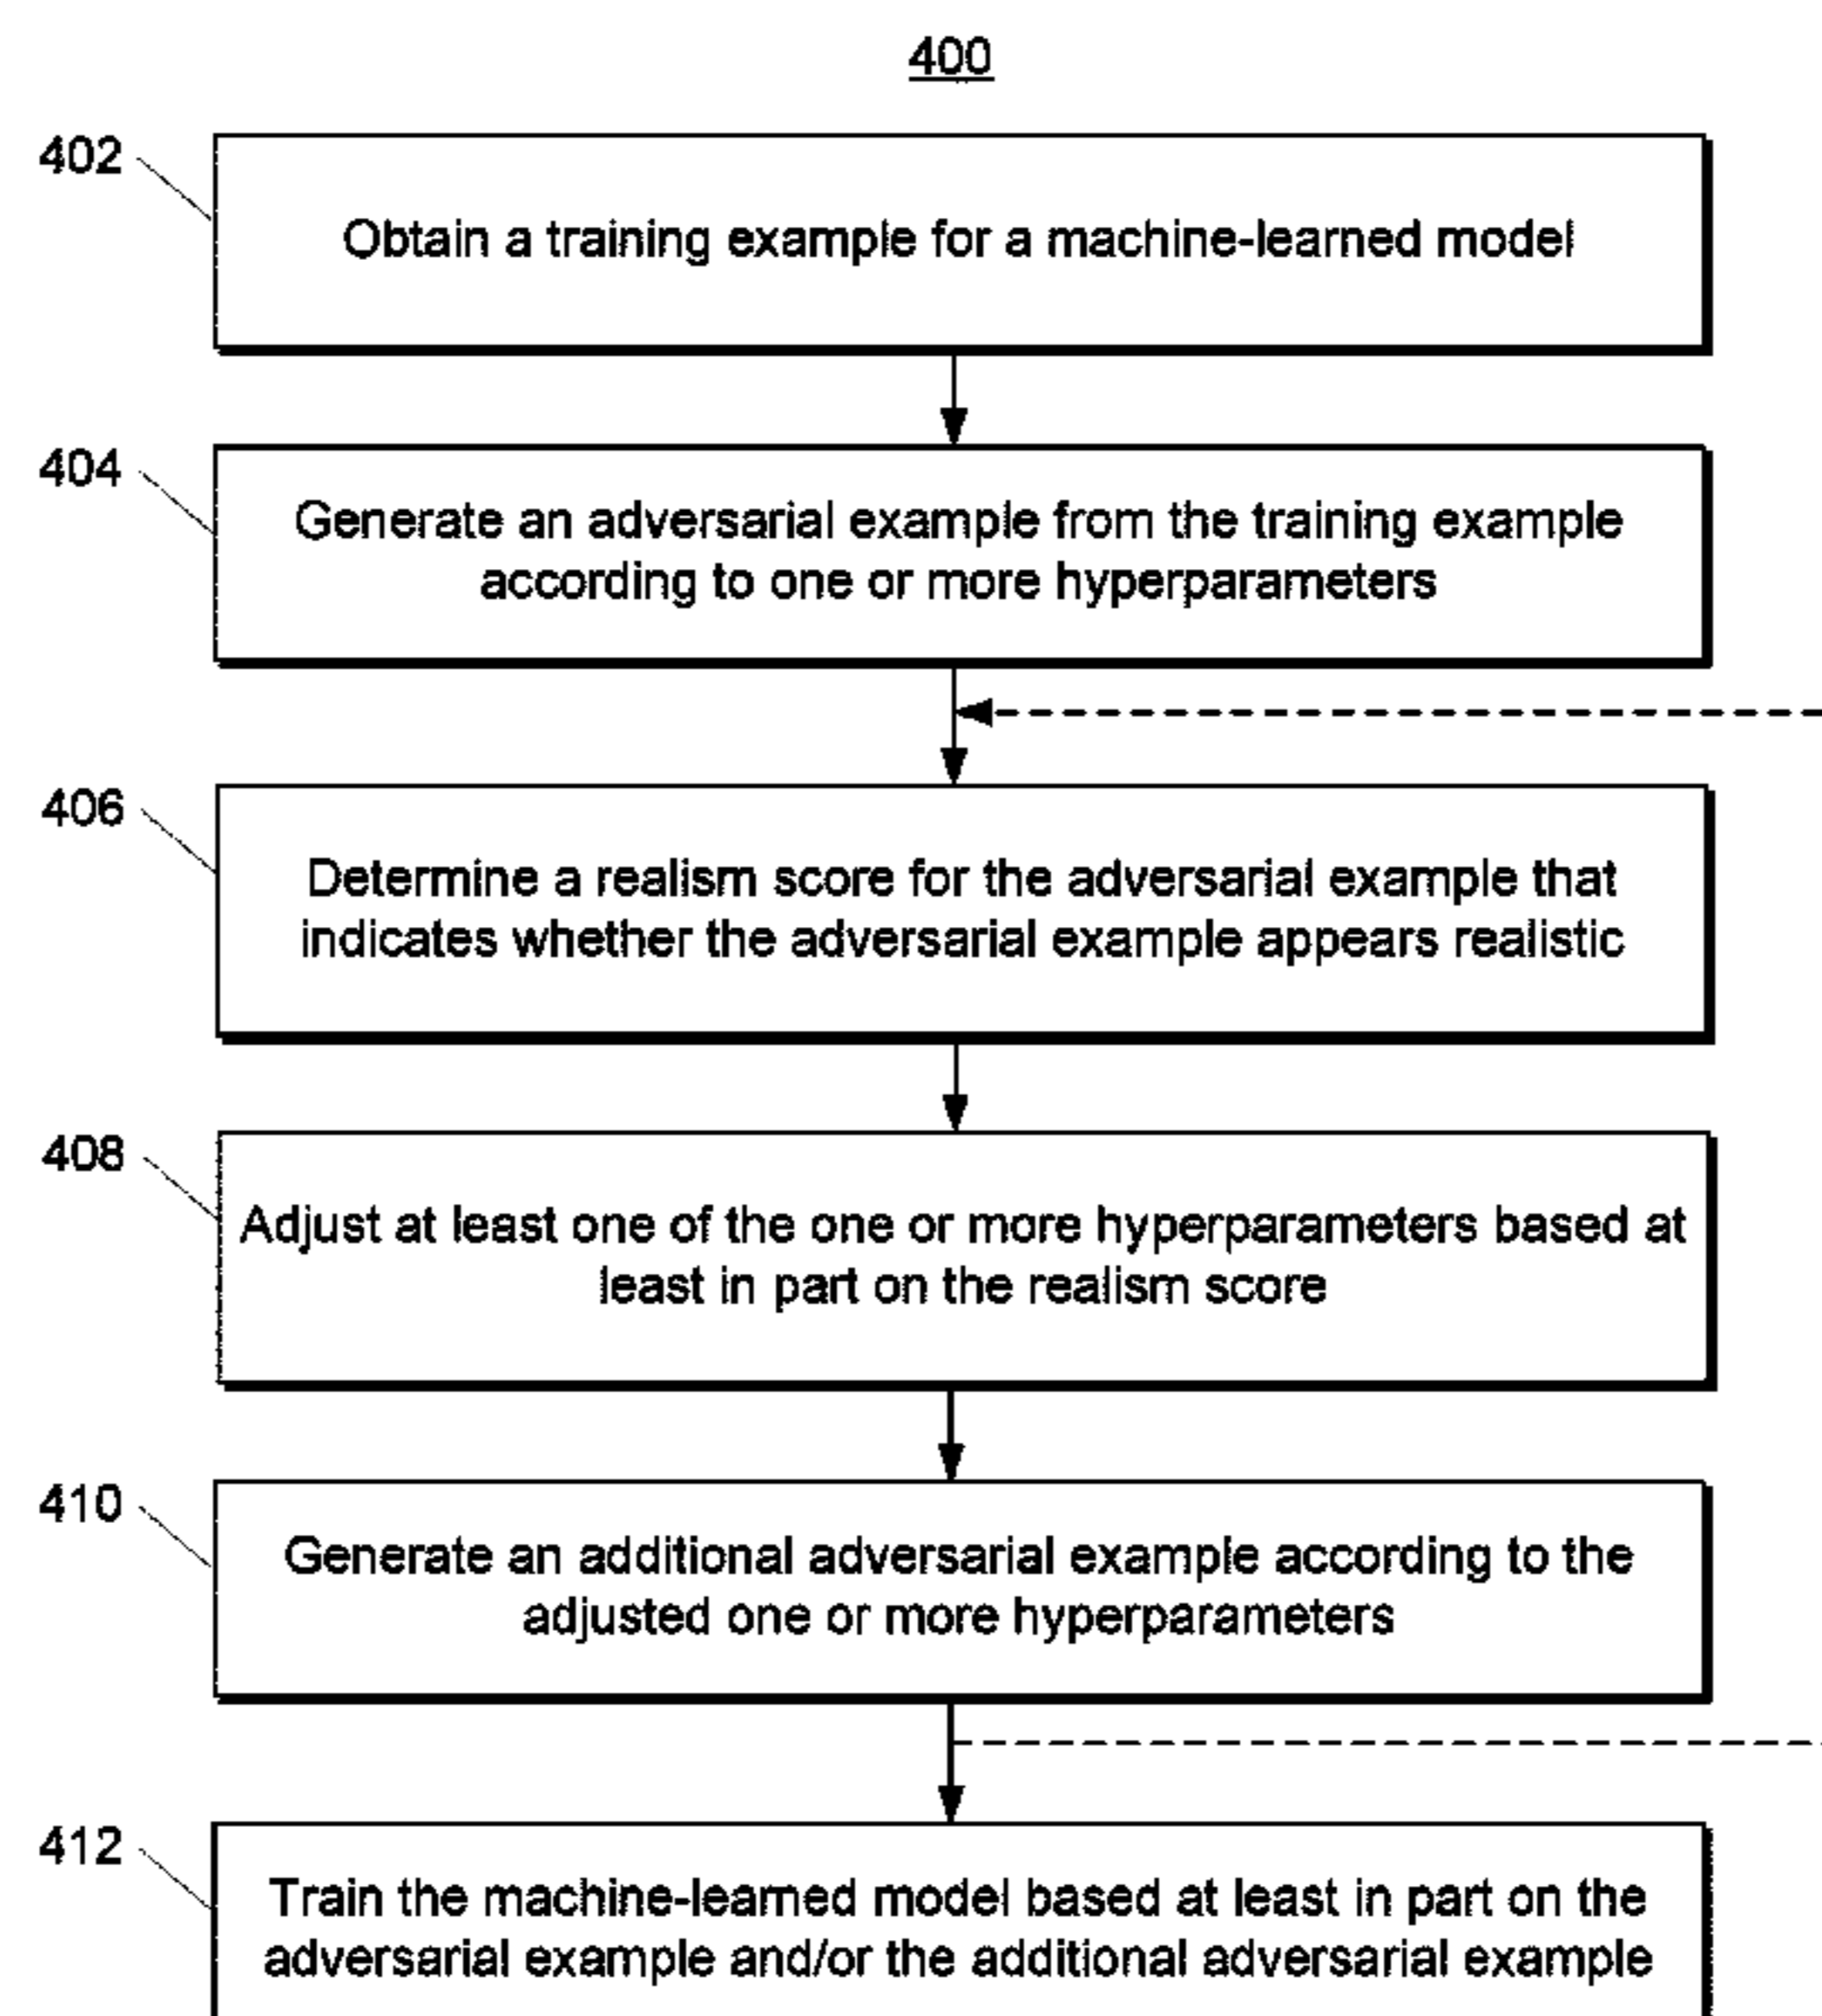 400
402
Obtain a training example for a machine-learned model
404
Generate an adversarial example from the training example
according to one or more hyperparameters
406
Determine a realism score for the adversarial example that
indicates whether the adversarial example appears realistic
408
Adjust at least one of the one or more hyperparameters based at
least in part on the realism score
410
Generate an additional adversarial example according to the
adjusted one or more hyperparameters
412
Train the machine-learned model based at least in part on the
adversarial example and/or the additional adversarial example